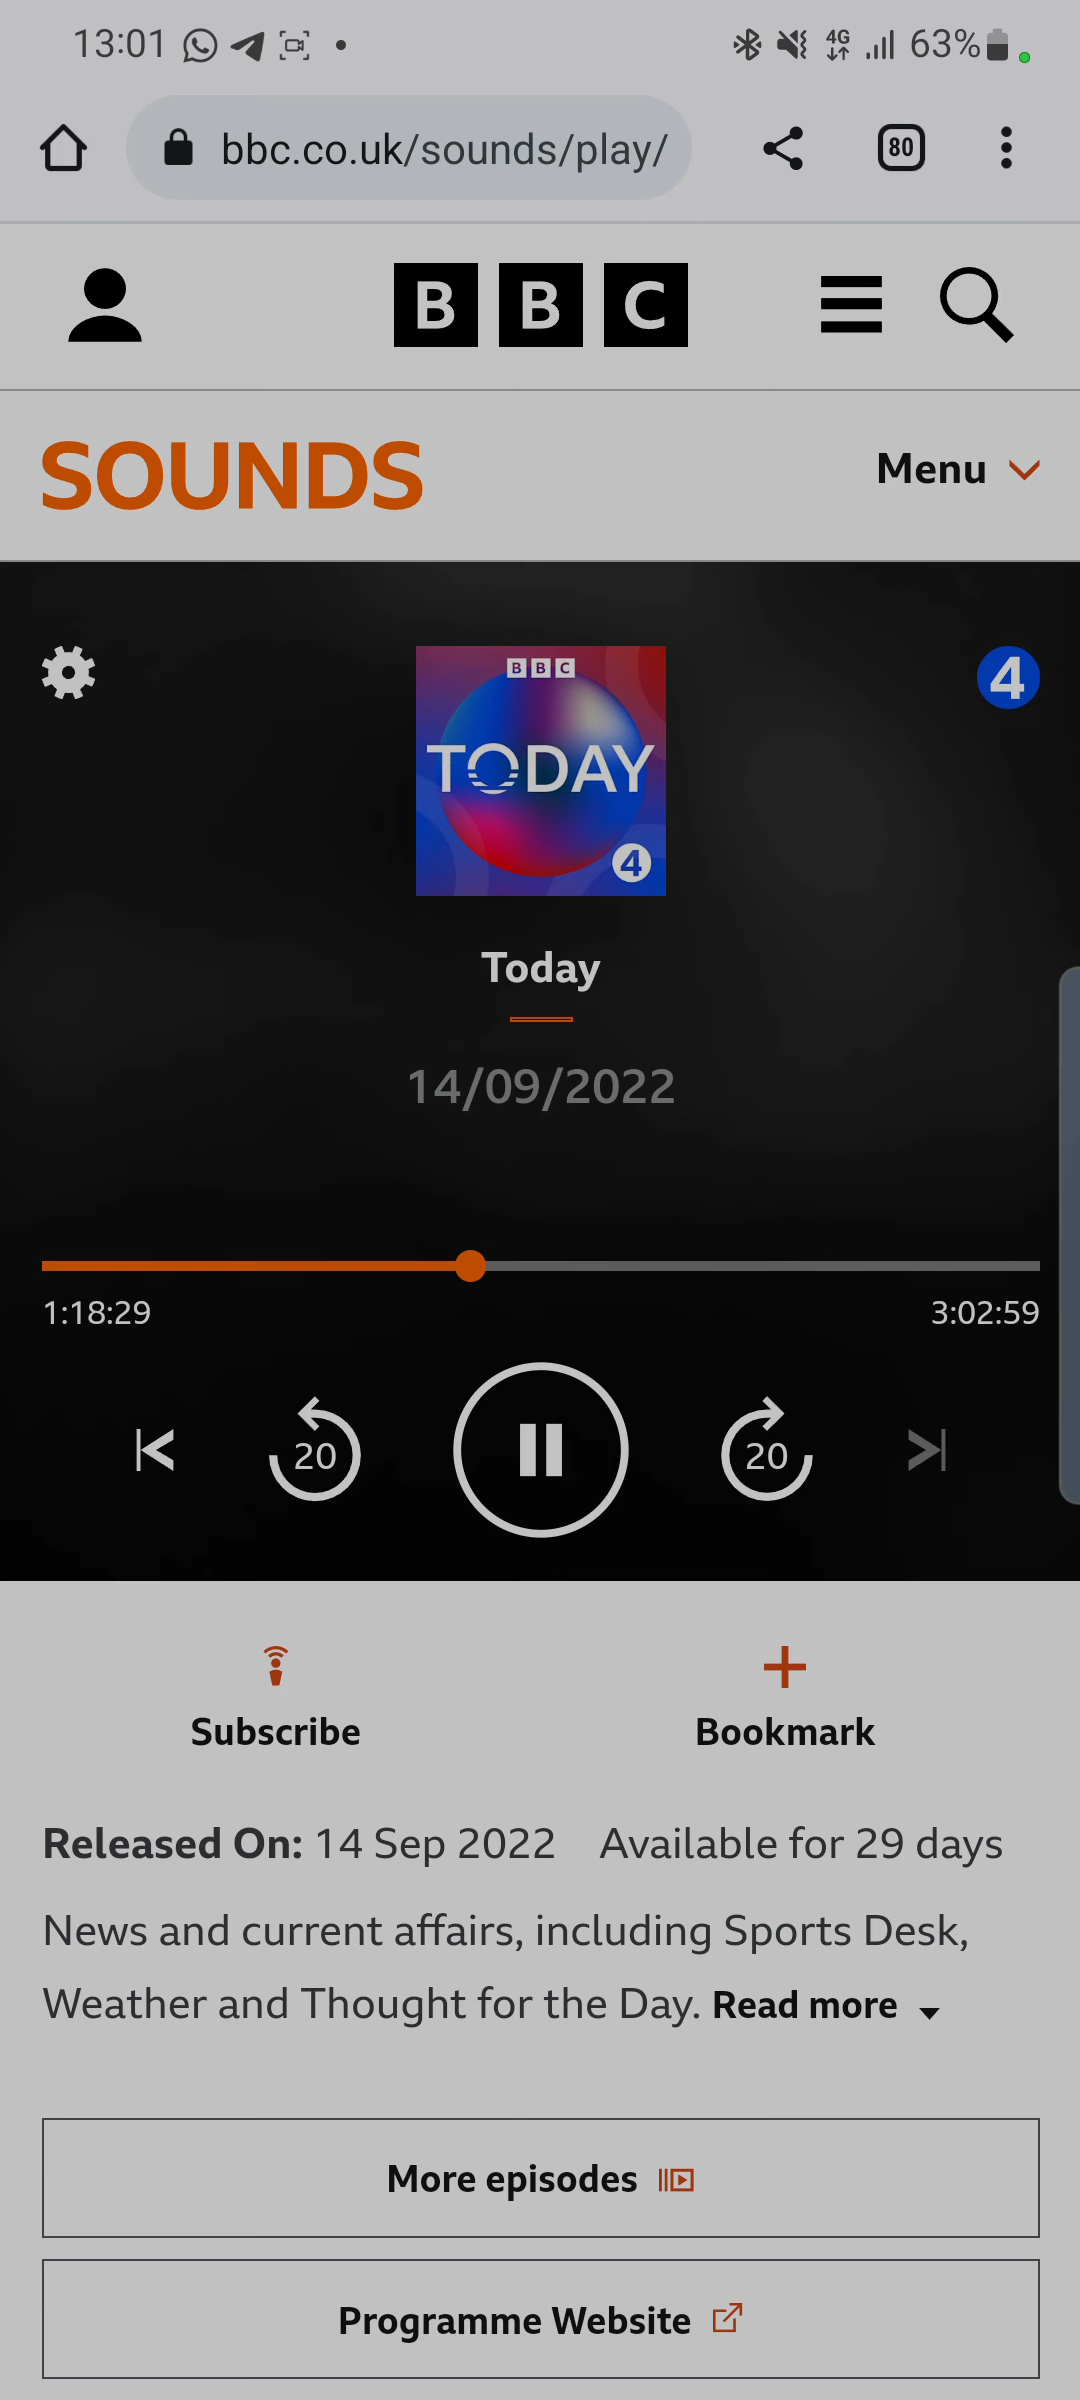 13:01 4G 63%
bbc.co.uk/sounds/play/ 80
BBC
SOUNDS Menu
BBC
TODAY
4
4
Today
14/09/2022
1:18:29 3:02:59
20 20
Subscribe Bookmark
Released On: 14 Sep 2022 Available for 29 days
News and current affairs, including Sports Desk,
Weather and Thought for the Day. Read more
More episodes
Programme Website